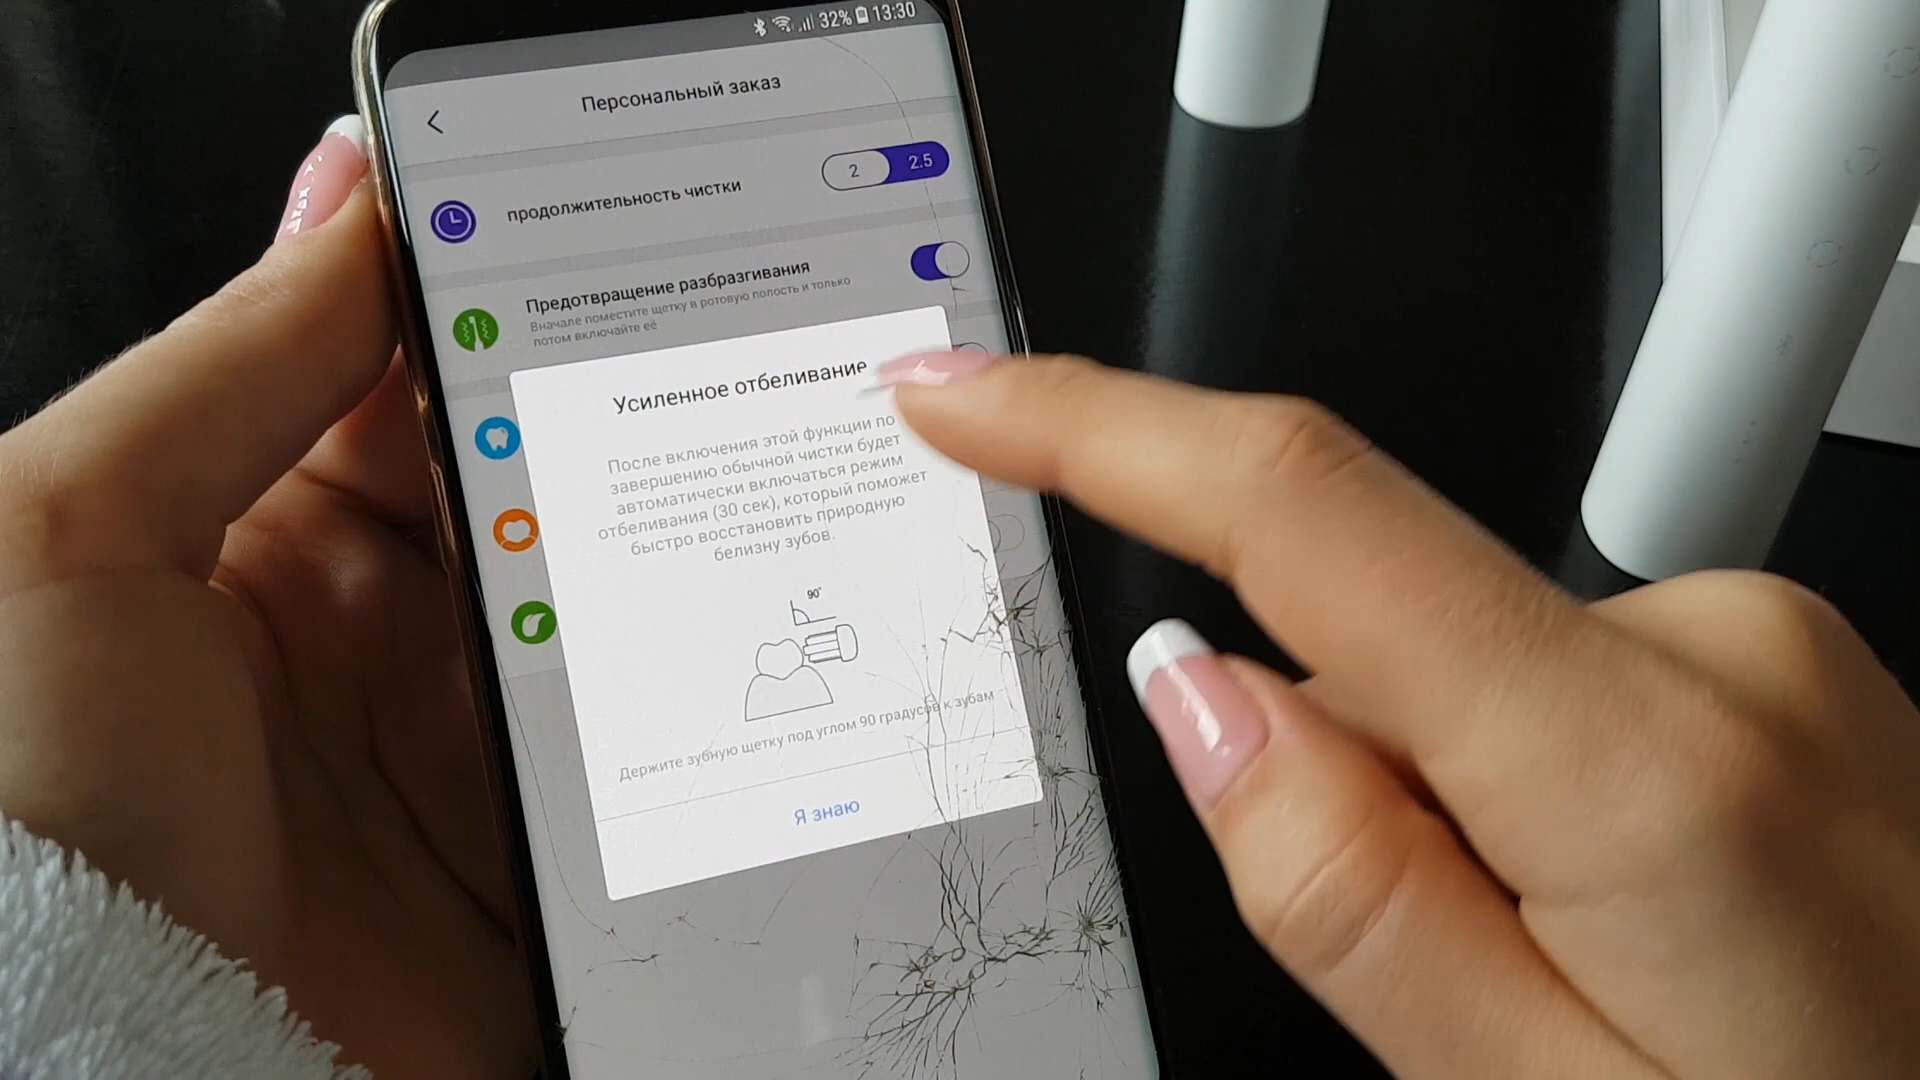 32% 13:30
Персональный заказ
продолжительность чистки
2 2.5
Предотвращение разбразгивания
Вначале поместите щетку в ротовую полость и только
потом включайте её
Усиленное отбеливание
После включения этой функции по
завершению обычной чистки будет
автоматически включаться режим
отбеливания (30 сек), который поможет
быстро восстановить природную
белизну зубов.
90°
Держите зубную щетку под углом 90 градусов к зубам
Я знаю